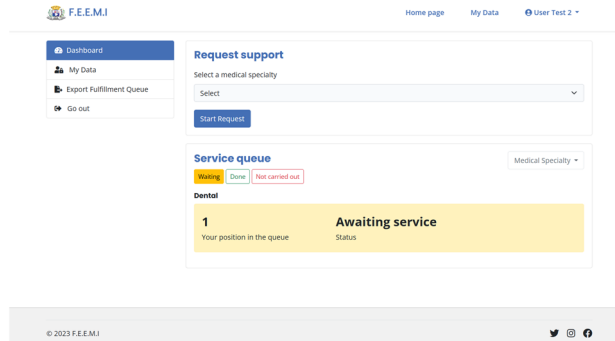 F.E.E.M.I
Home page My Data User Test 2
Dashboard
My Data
Export Fulfillment Queue
Go out
Request support
Select a medical specialty
Select
Start Request
Service queue
Medical Specialty
Waiting Done Not carried out
Dental
1 Awaiting service
Your position in the queue Status
© 2023 F.E.E.M.I